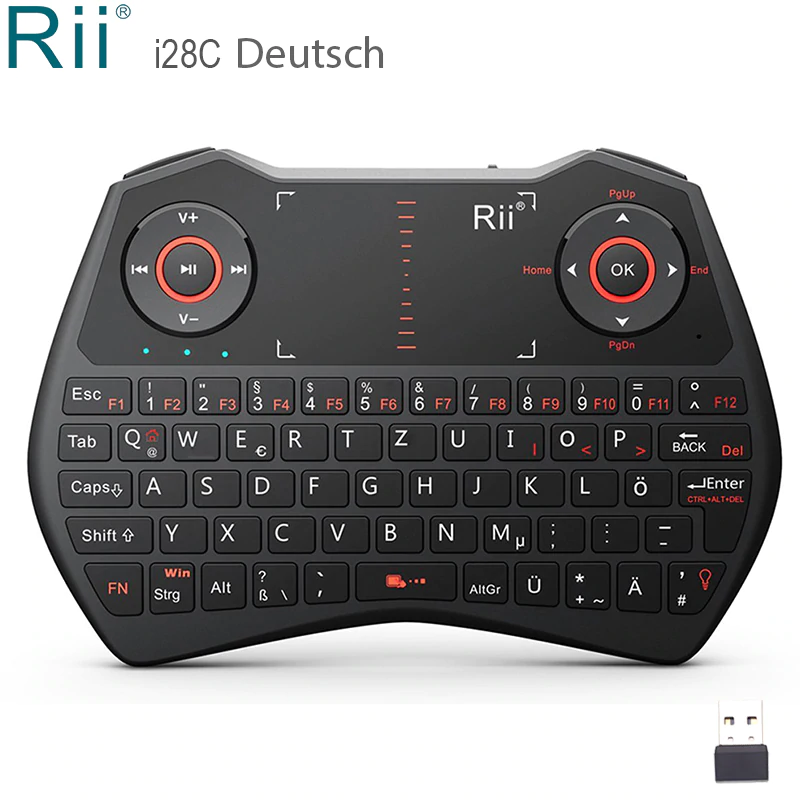 Rii® i28C Deutsch
V+
V−
Rii®
PgUp
Home OK End
PgDn
Esc F1 ! 1 F2 " 2 F3 § 3 F4 $ 4 F5 % 5 F6 & 6 F7 / 7 F8 ( 8 F9 ) 9 F10 = 0 F11 ° ^ F12
Tab Q @ W E € R T Z U I | O < P > BACK Del
Caps A S D F G H J K L ö Enter CTRL+ALT+DEL
Shift Y X C V B N M µ ; , : . _ -
FN Win Strg Alt ? ß \ ` ´ AltGr Ü * + ~ Ä ' #